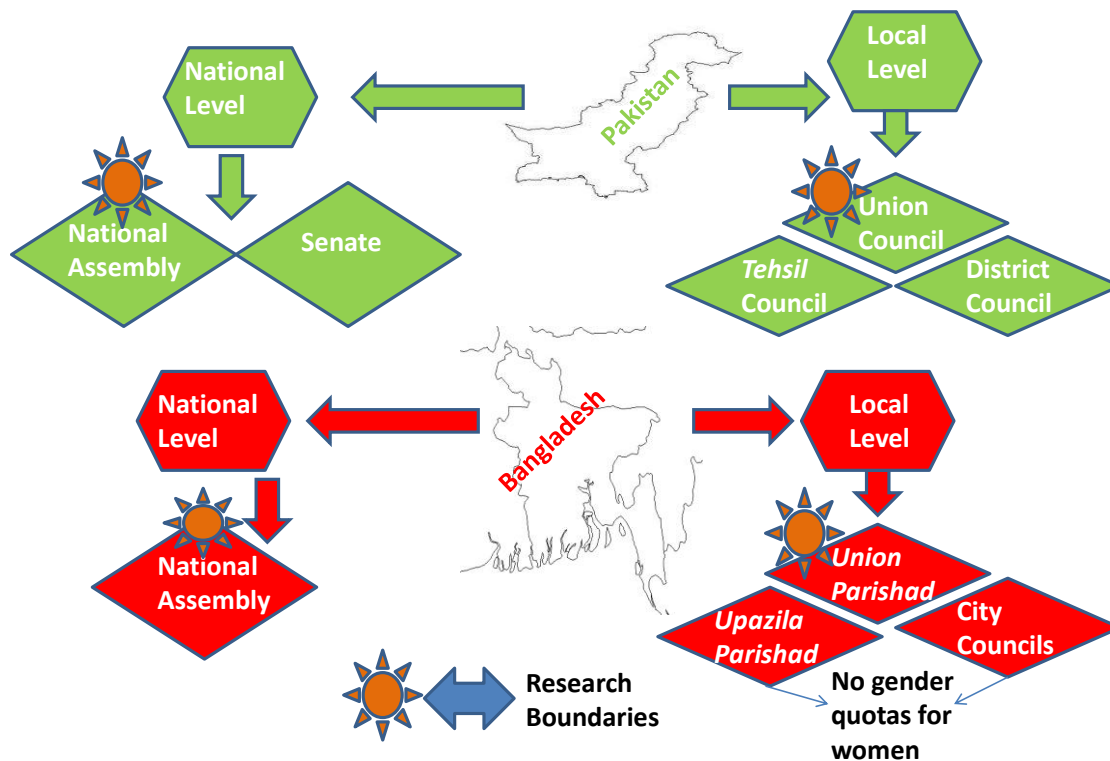 National
Level
Pakistan
Local
Level
National
Assembly
Senate
Union
Council
Tehsil
Council
District
Council
National
Level
Bangladesh
Local
Level
National
Assembly
Union
Parishad
Upazila
Parishad
City
Councils
Research
Boundaries
No gender
quotas for
women